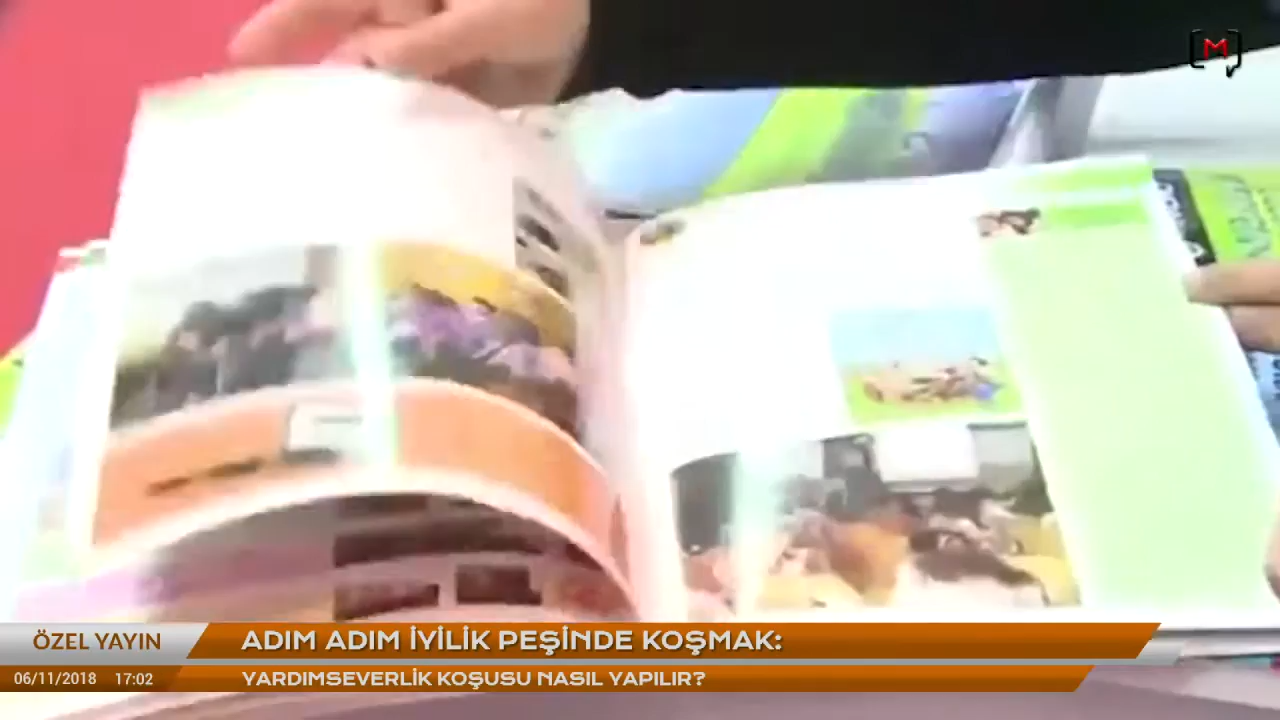 M
ÖZEL YAYIN
ADIM ADIM İYİLİK PEŞİNDE KOŞMAK:
06/11/2018 17:02
YARDIMSEVERLİK KOŞUSU NASIL YAPILIR?